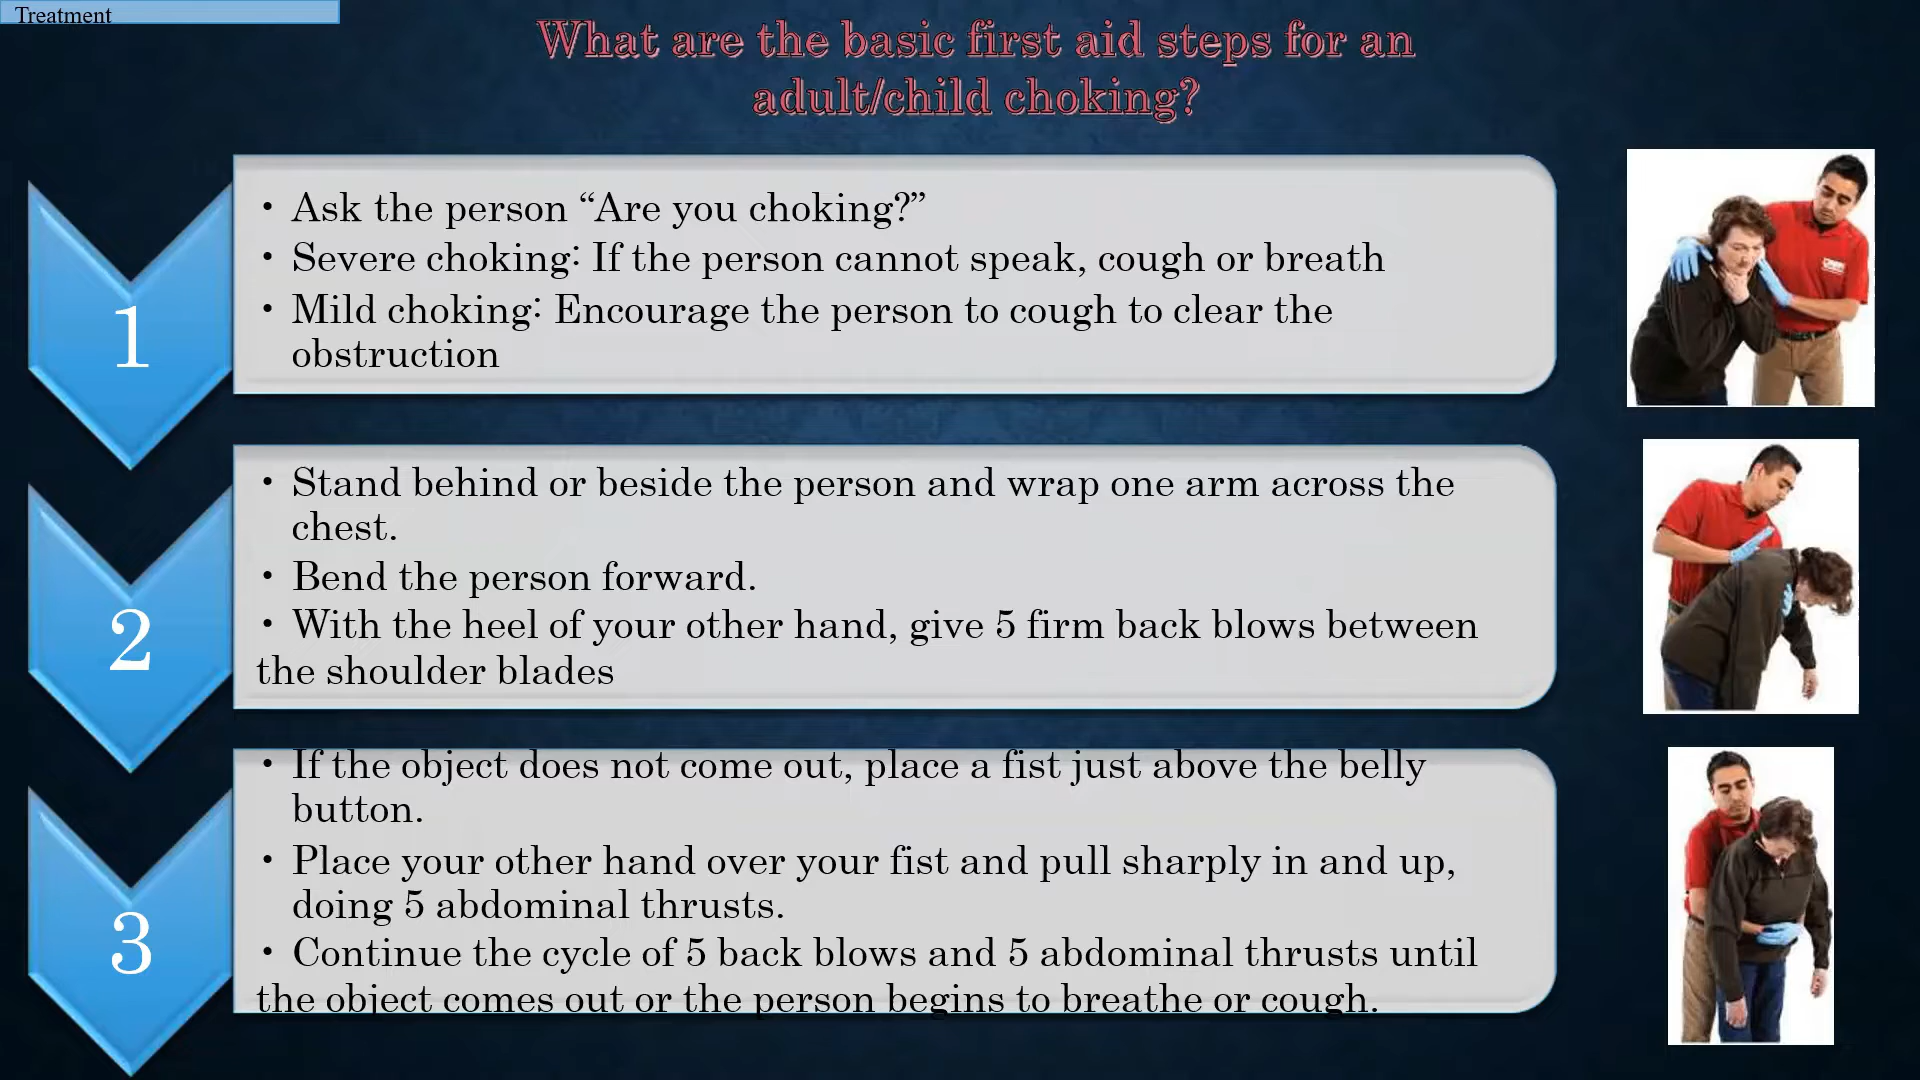 Treatment
What are the basic first aid steps for an
adult/child choking?
1
• Ask the person “Are you choking?”
• Severe choking: If the person cannot speak, cough or breath
• Mild choking: Encourage the person to cough to clear the
obstruction
2
• Stand behind or beside the person and wrap one arm across the
chest.
• Bend the person forward.
• With the heel of your other hand, give 5 firm back blows between
the shoulder blades
3
• If the object does not come out, place a fist just above the belly
button.
• Place your other hand over your fist and pull sharply in and up,
doing 5 abdominal thrusts.
• Continue the cycle of 5 back blows and 5 abdominal thrusts until
the object comes out or the person begins to breathe or cough.